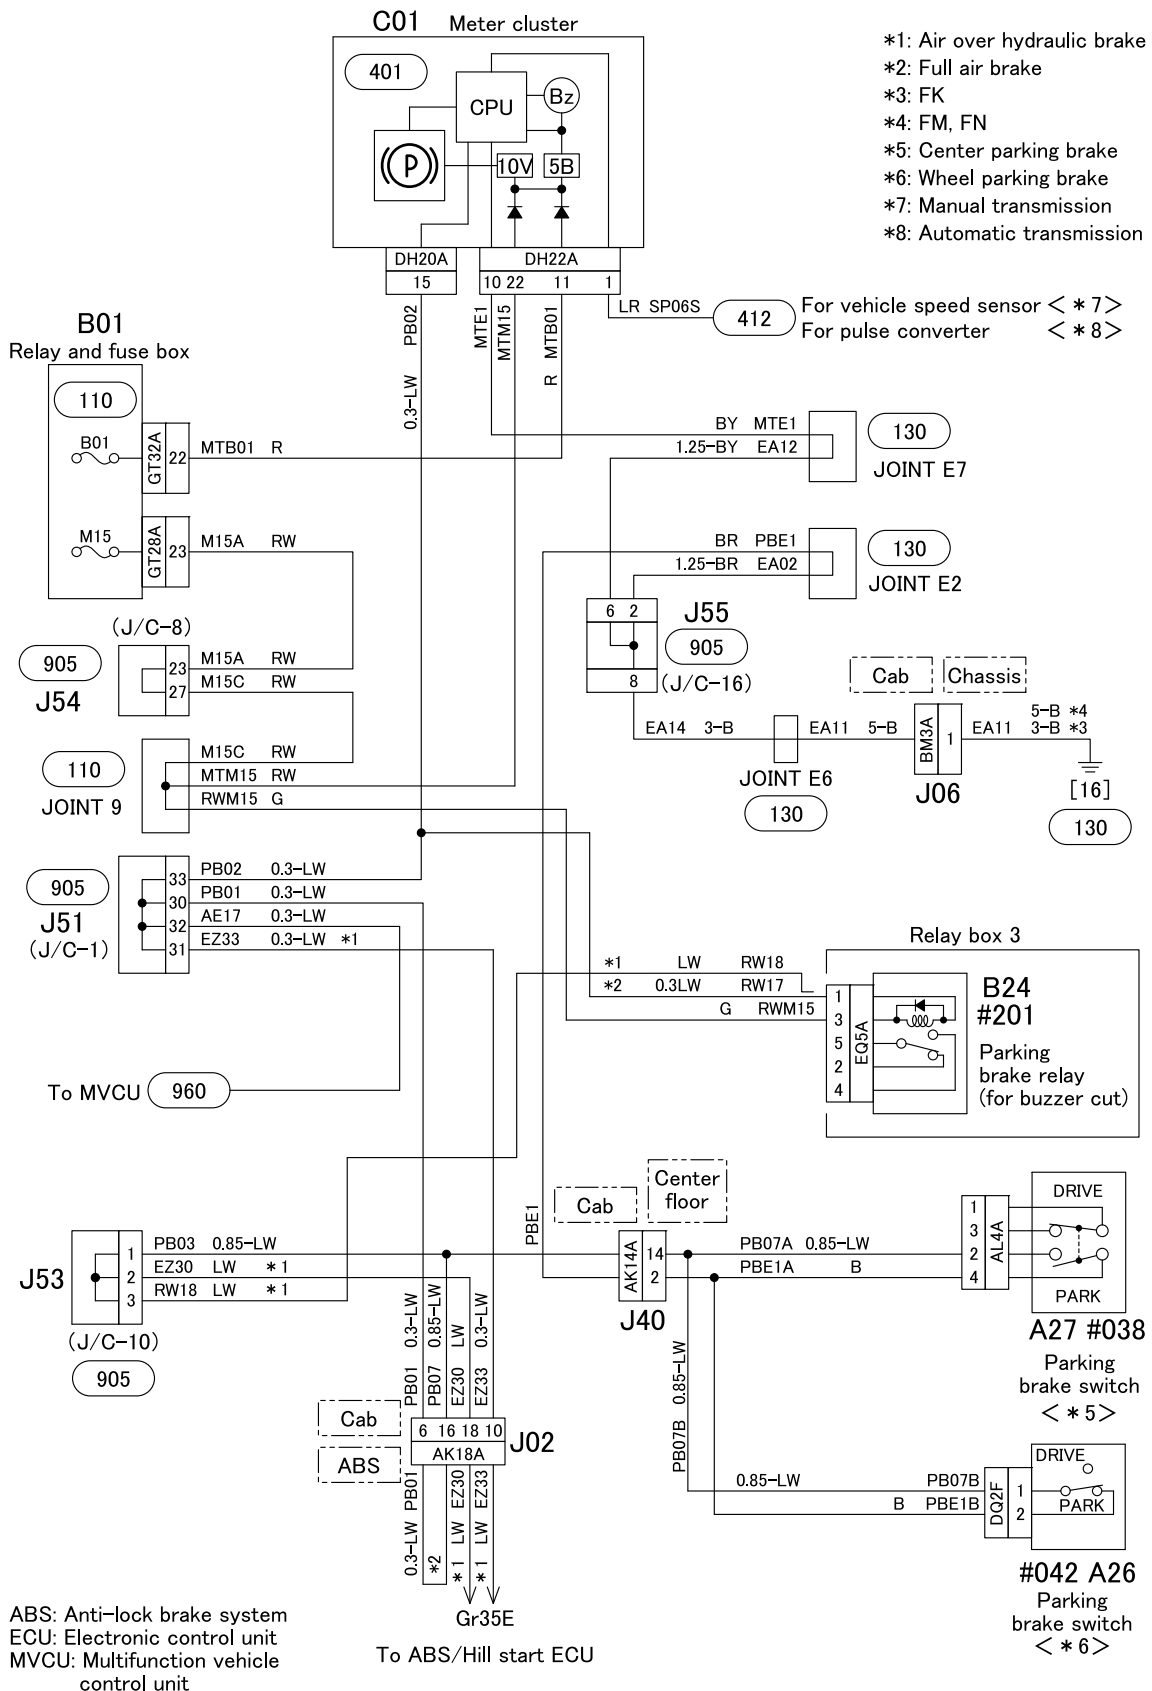 C01 Meter cluster
*1: Air over hydraulic brake
*2: Full air brake
*3: FK
*4: FM, FN
*5: Center parking brake
*6: Wheel parking brake
*7: Manual transmission
*8: Automatic transmission
401
CPU
Bz
P
10V
5B
DH20A
DH22A
15
10 22 11 1
PB02
0.3-LW
MTE1
MTM15
R MTB01
LR SP06S
412
For vehicle speed sensor < * 7>
For pulse converter < * 8>
B01
Relay and fuse box
110
B01
GT32A
22
MTB01 R
M15
GT28A
23
M15A RW
BY MTE1
1.25-BY EA12
130
JOINT E7
BR PBE1
1.25-BR EA02
130
JOINT E2
(J/C-8)
905
J54
23
M15A RW
27
M15C RW
6 2
J55
905
8
(J/C-16)
Cab
Chassis
EA14 3-B
JOINT E6
130
EA11 5-B
BM3A
1
J06
EA11
5-B *4
3-B *3
[16]
130
110
JOINT 9
M15C RW
MTM15 RW
RWM15 G
905
J51
(J/C-1)
33
PB02 0.3-LW
30
PB01 0.3-LW
32
AE17 0.3-LW
31
EZ33 0.3-LW *1
Relay box 3
*1 LW RW18
*2 0.3LW RW17
G RWM15
1
3
5
2
4
EQ5A
B24
#201
Parking
brake relay
(for buzzer cut)
To MVCU
960
PBE1
Cab
Center
floor
J53
1
PB03 0.85-LW
2
EZ30 LW *1
3
RW18 LW *1
(J/C-10)
905
AK14A
14
2
J40
PB07A 0.85-LW
PBE1A B
1
3
2
4
AL4A
DRIVE
PARK
A27 #038
Parking
brake switch
< * 5>
PB01 0.3-LW
PB07 0.85-LW
EZ30 LW
EZ33 0.3-LW
PB07B 0.85-LW
Cab
ABS
6 16 18 10
AK18A
J02
0.3-LW PB01
*2
*1 LW EZ30
*1 LW EZ33
Gr35E
To ABS/Hill start ECU
0.85-LW PB07B
B PBE1B
DQ2F
1
2
DRIVE
PARK
#042 A26
Parking
brake switch
< * 6>
ABS: Anti-lock brake system
ECU: Electronic control unit
MVCU: Multifunction vehicle
control unit